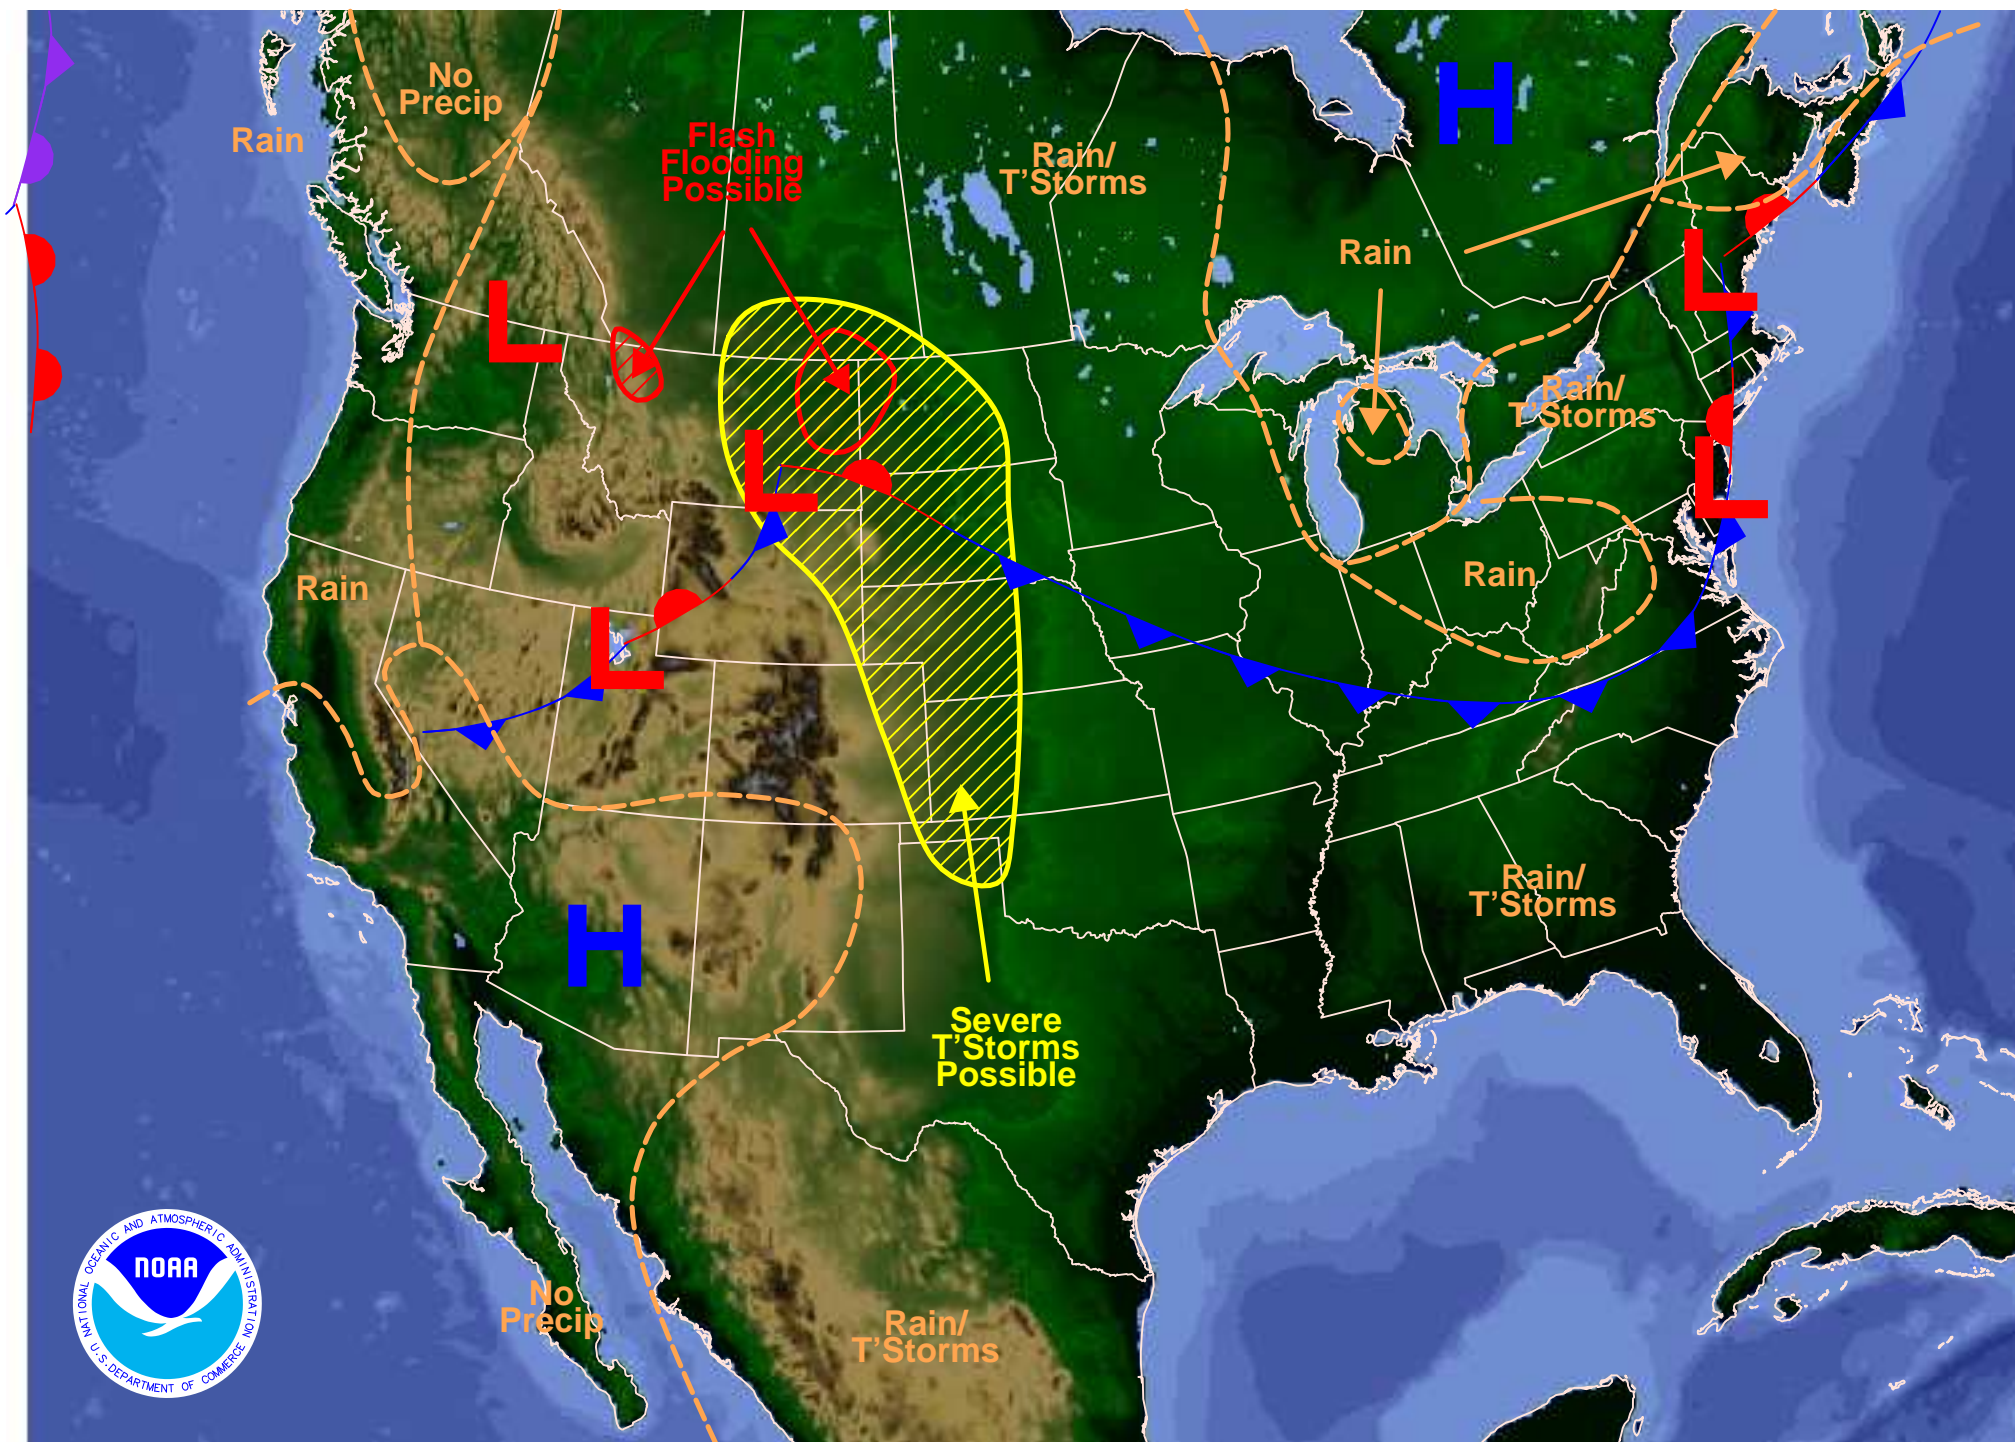 No
Precip
Rain
Flash
Flooding
Possible
Rain/
T'Storms
H
Rain
L
L
Rain/
T'Storms
L
L
Rain
Rain
L
H
Rain/
T'Storms
Severe
T'Storms
Possible
No
Precip
Rain/
T'Storms
NATIONAL OCEANIC AND ATMOSPHERIC ADMINISTRATION
NOAA
U.S. DEPARTMENT OF COMMERCE